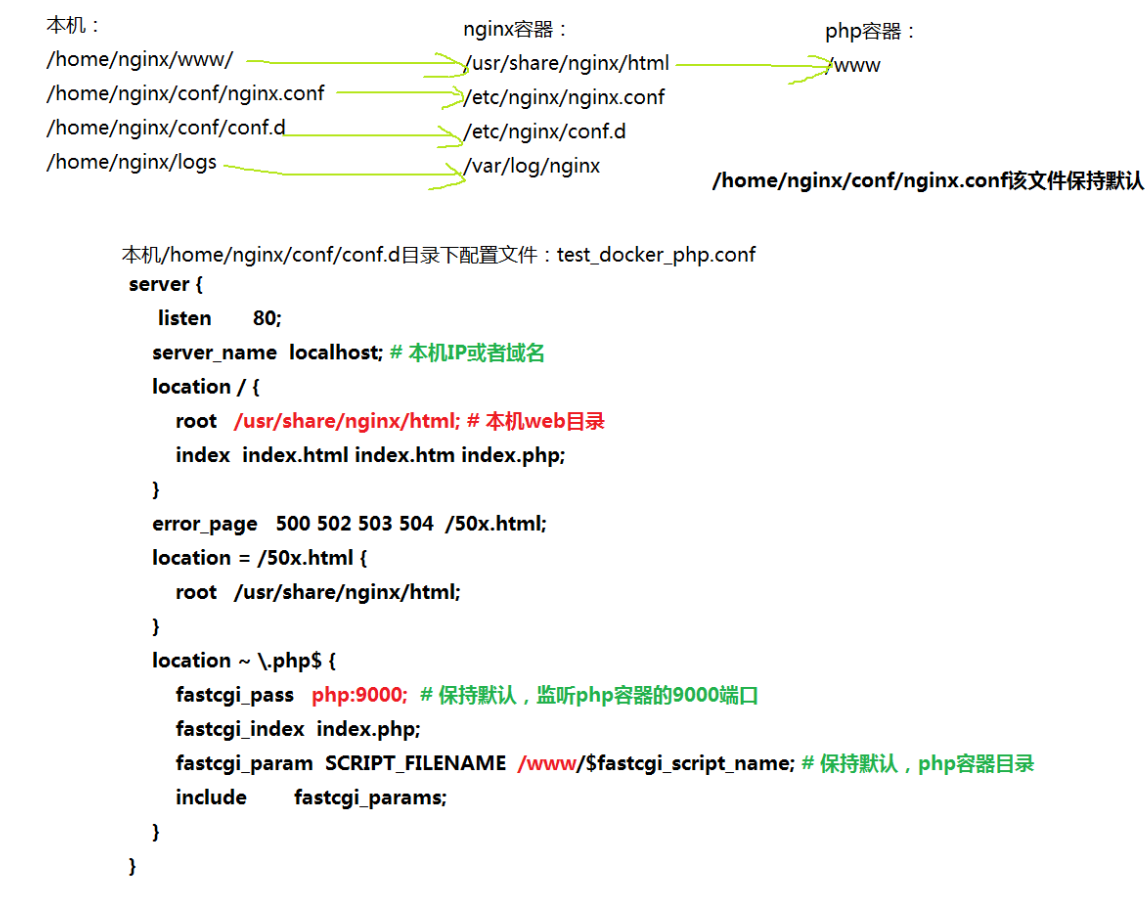 本机：
/home/nginx/www/
/home/nginx/conf/nginx.conf
/home/nginx/conf/conf.d
/home/nginx/logs
nginx容器：
/usr/share/nginx/html
/etc/nginx/nginx.conf
/etc/nginx/conf.d
/var/log/nginx
php容器：
/www
/home/nginx/conf/nginx.conf该文件保持默认
本机/home/nginx/conf/conf.d目录下配置文件：test_docker_php.conf
server {
listen 80;
server_name localhost; # 本机IP或者域名
location / {
root /usr/share/nginx/html; # 本机web目录
index index.html index.htm index.php;
}
error_page 500 502 503 504 /50x.html;
location = /50x.html {
root /usr/share/nginx/html;
}
location ~ \.php$ {
fastcgi_pass php:9000; # 保持默认，监听php容器的9000端口
fastcgi_index index.php;
fastcgi_param SCRIPT_FILENAME /www/$fastcgi_script_name; # 保持默认，php容器目录
include fastcgi_params;
}
}